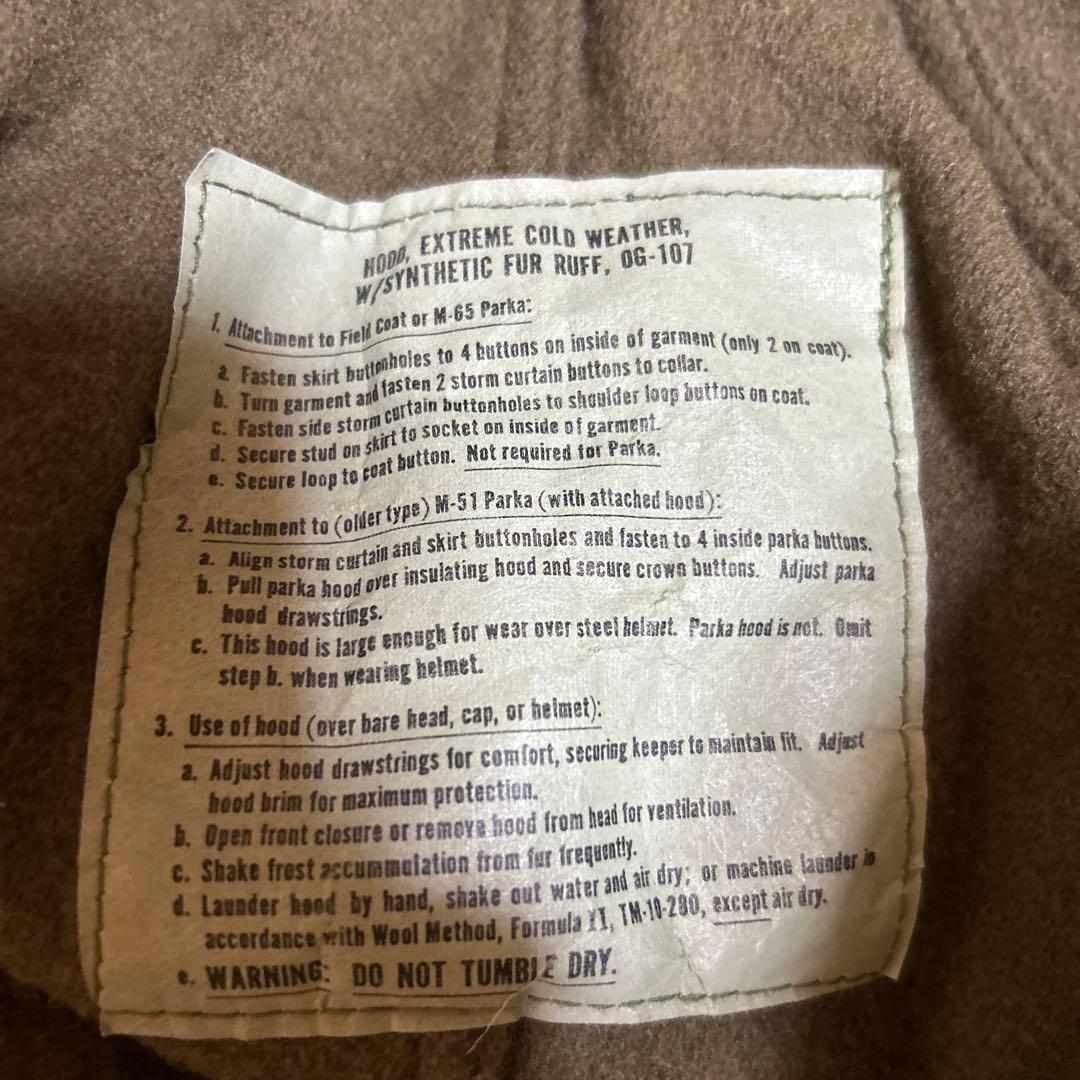 HOOD, EXTREME COLD WEATHER,
W/SYNTHETIC FUR RUFF, OG-107
1. Attachment to Field Coat or M-65 Parka:
a. Fasten skirt buttonholes to 4 buttons on inside of garment (only 2 on coat).
b. Turn garment and fasten 2 storm curtain buttons to collar.
c. Fasten side storm curtain buttonholes to shoulder loop buttons on coat.
d. Secure stud on skirt to socket on inside of garment.
e. Secure loop to coat button. Not required for Parka.
2. Attachment to (older type) M-51 Parka (with attached hood):
a. Align storm curtain and skirt buttonholes and fasten to 4 inside parka buttons.
b. Pull parka hood over insulating hood and secure crown buttons. Adjust parka
hood drawstrings.
c. This hood is large enough for wear over steel helmet. Parka hood is not. Omit
step b. when wearing helmet.
3. Use of hood (over bare head, cap, or helmet):
a. Adjust hood drawstrings for comfort, securing keeper to maintain fit. Adjust
hood brim for maximum protection.
b. Open front closure or remove hood from head for ventilation.
c. Shake frost accummulation from fur frequently.
d. Launder hood by hand, shake out water and air dry; or machine launder in
accordance with Wool Method, Formula II, TM-10-280, except air dry.
e. WARNING: DO NOT TUMBLE DRY.